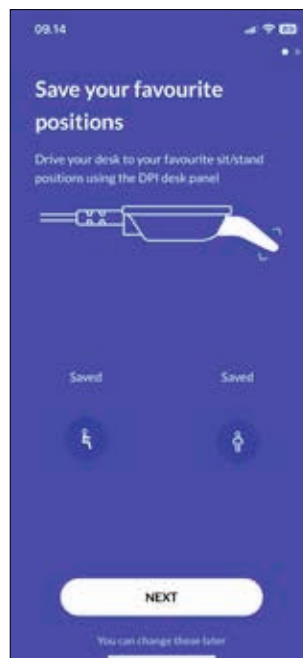 09.14
Save your favourite
positions
Drive your desk to your favourite sit/stand
positions using the DPI desk panel
Saved
Saved
NEXT
You can change these later